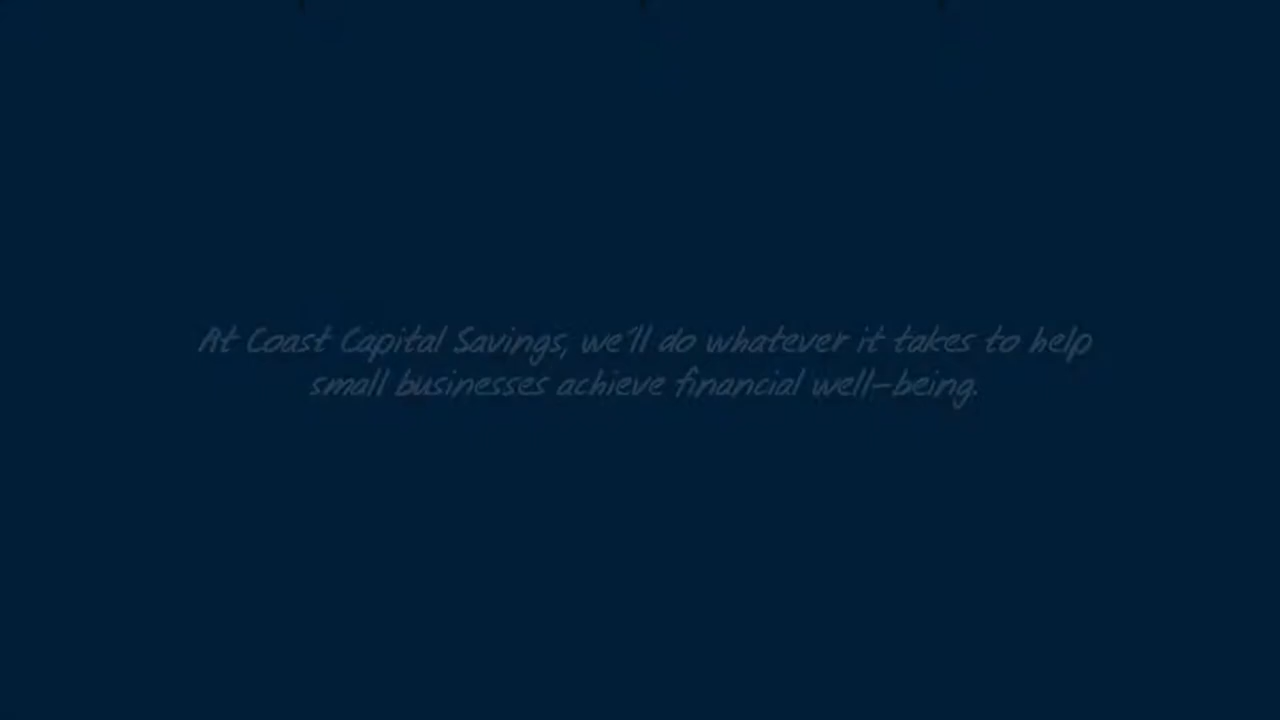 At Coast Capital Savings, we'll do whatever it takes to help
small businesses achieve financial well-being.